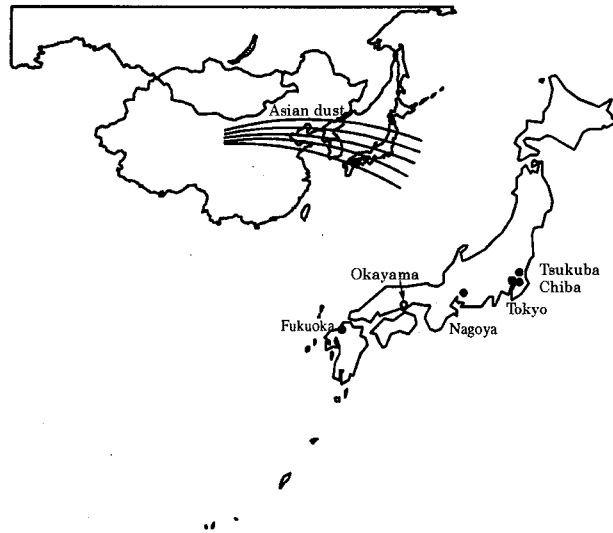 Asian dust
Okayama
Tsukuba
Chiba
Tokyo
Nagoya
Fukuoka